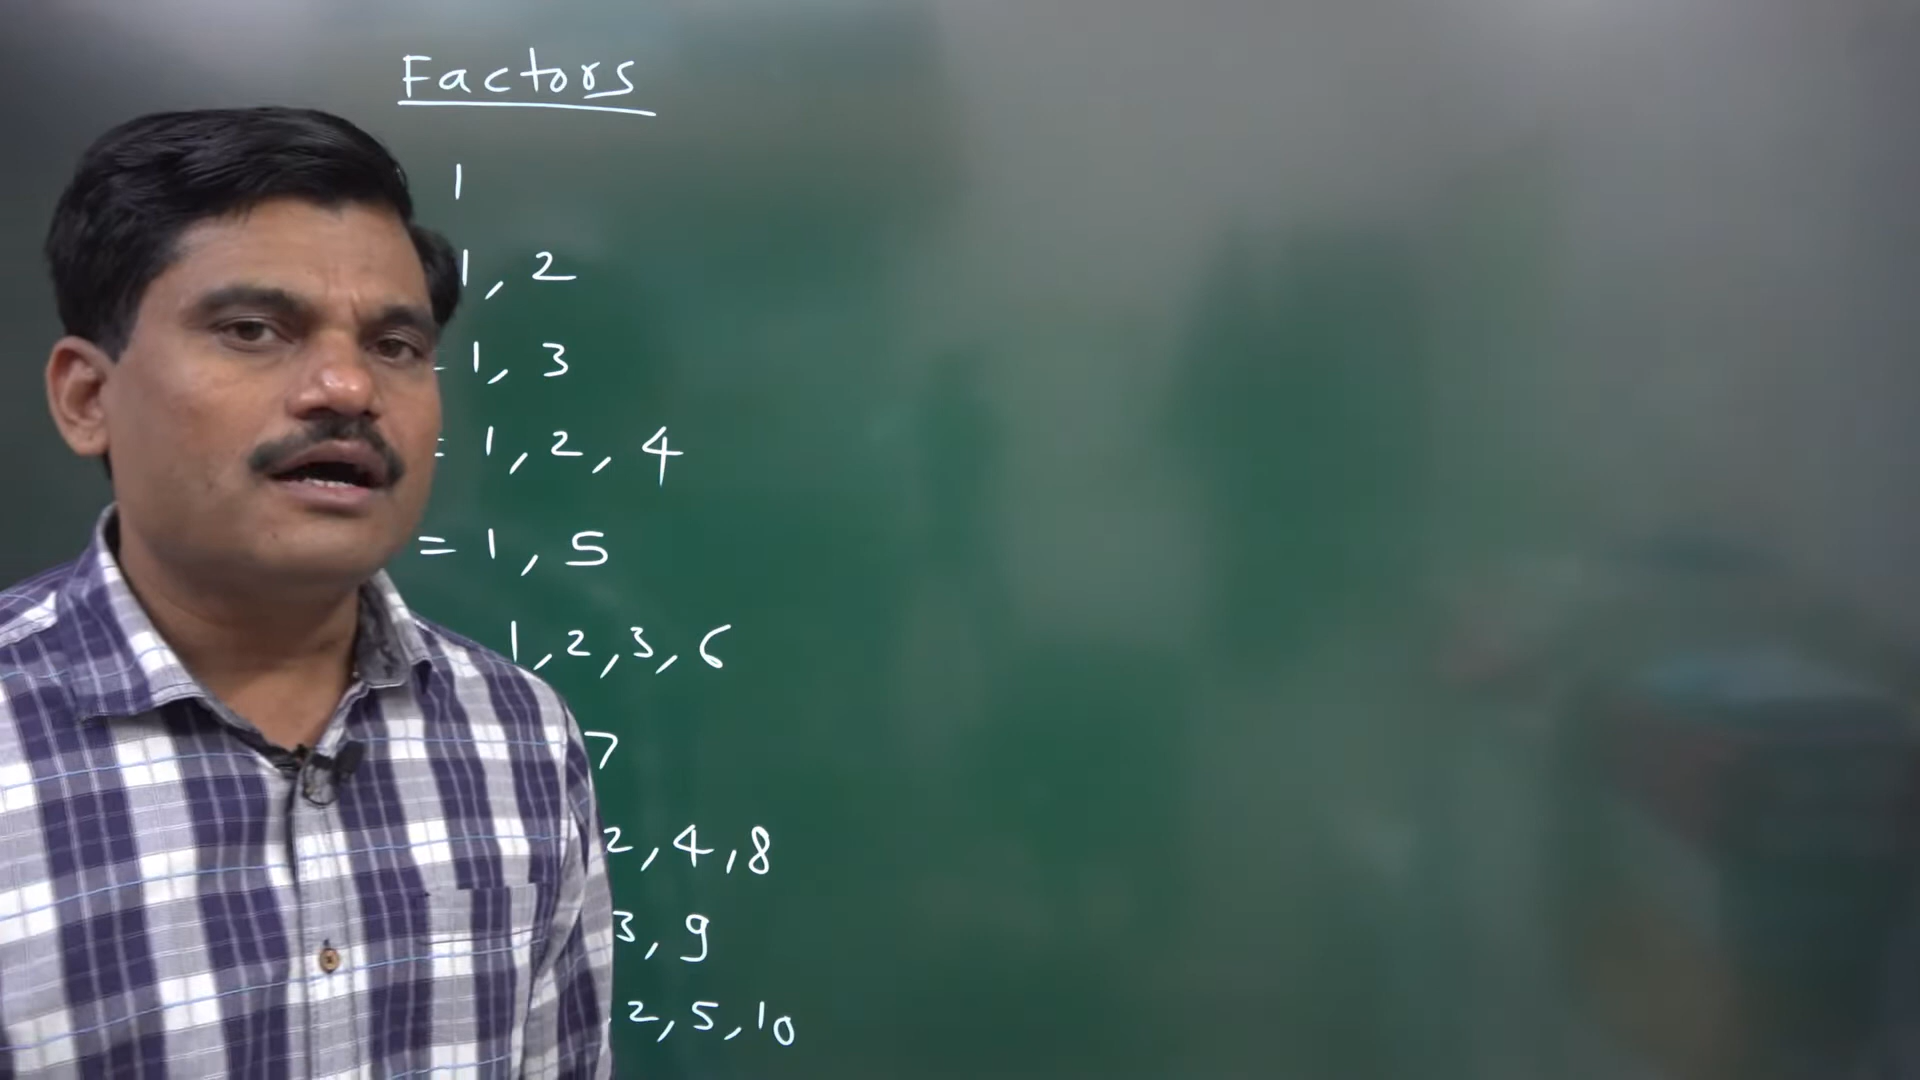 Factors
1
1, 2
- 1, 3
= 1, 2, 4
= 1, 5
1, 2, 3, 6
7
2, 4, 8
3, 9
2, 5, 10